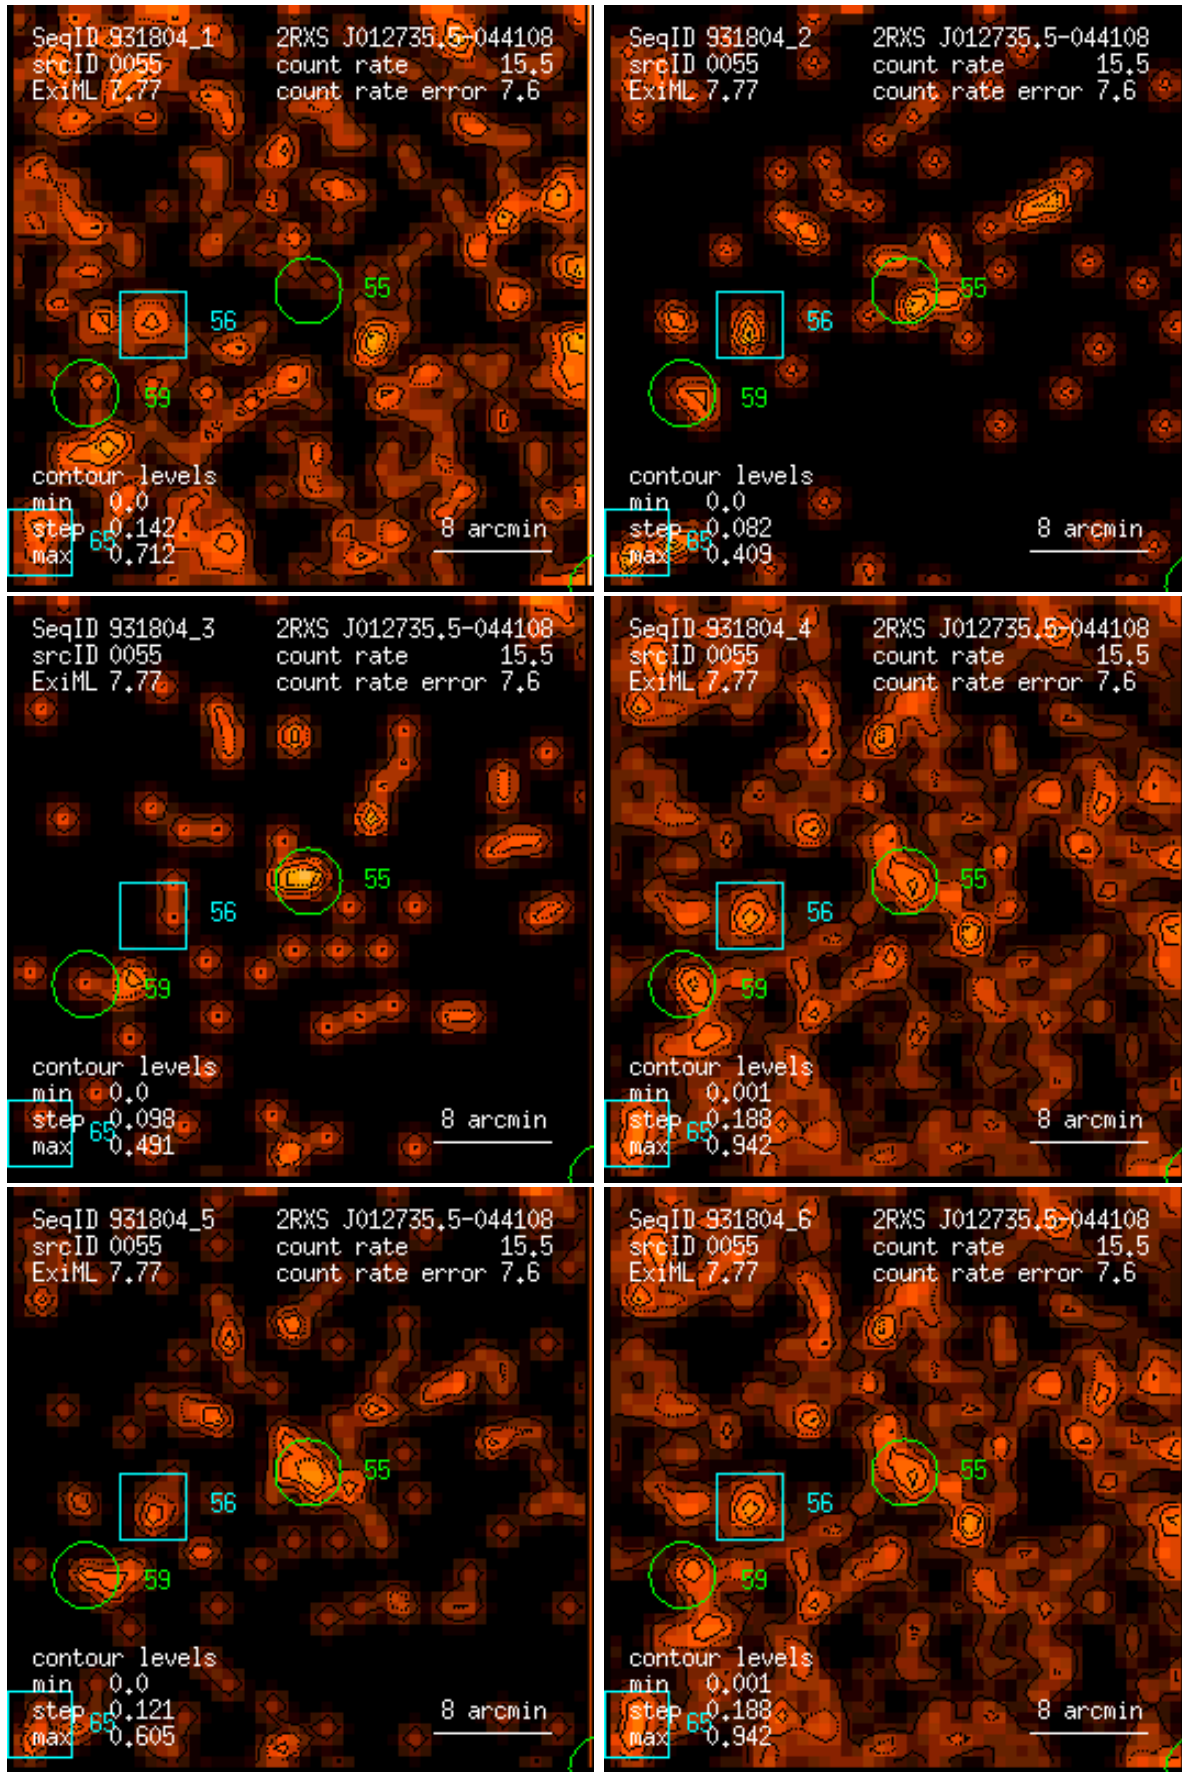 SeqID 931804_1 2RXS J012735.5-044108
srcID 0055 count rate 15.5
ExiML 7.77 count rate error 7.6
55
56
59
contour levels
min 0.0
step 0.142 8 arcmin
65
max 0.712
SeqID 931804_2 2RXS J012735.5-044108
srcID 0055 count rate 15.5
ExiML 7.77 count rate error 7.6
55
56
59
contour levels
min 0.0
step 0.082 8 arcmin
65
max 0.409
SeqID 931804_3 2RXS J012735.5-044108
srcID 0055 count rate 15.5
ExiML 7.77 count rate error 7.6
55
56
59
contour levels
min 0.0
step 0.098 8 arcmin
65
max 0.491
SeqID 931804_4 2RXS J012735.5-044108
srcID 0055 count rate 15.5
ExiML 7.77 count rate error 7.6
55
56
59
contour levels
min 0.001
step 0.188 8 arcmin
65
max 0.942
SeqID 931804_5 2RXS J012735.5-044108
srcID 0055 count rate 15.5
ExiML 7.77 count rate error 7.6
55
56
59
contour levels
min 0.0
step 0.121 8 arcmin
65
max 0.605
SeqID 931804_6 2RXS J012735.5-044108
srcID 0055 count rate 15.5
ExiML 7.77 count rate error 7.6
55
56
59
contour levels
min 0.001
step 0.188 8 arcmin
65
max 0.942